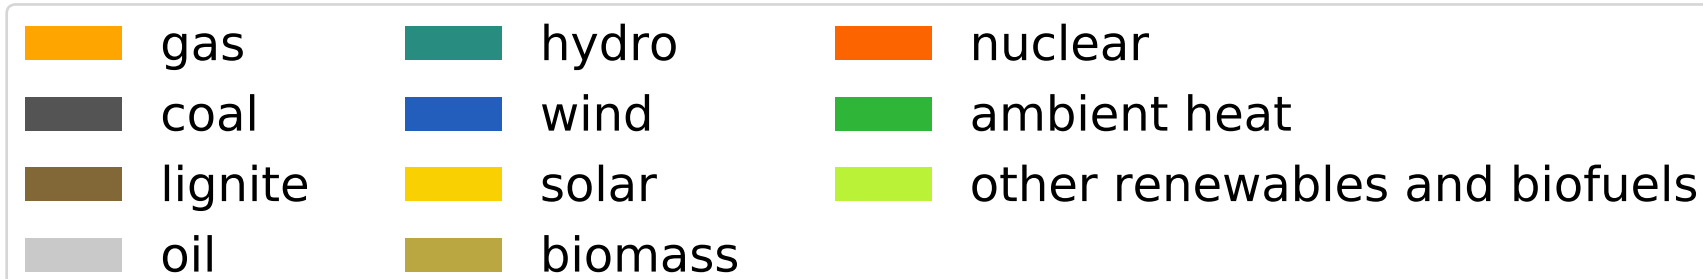 gas
coal
lignite
oil
hydro
wind
solar
biomass
nuclear
ambient heat
other renewables and biofuels